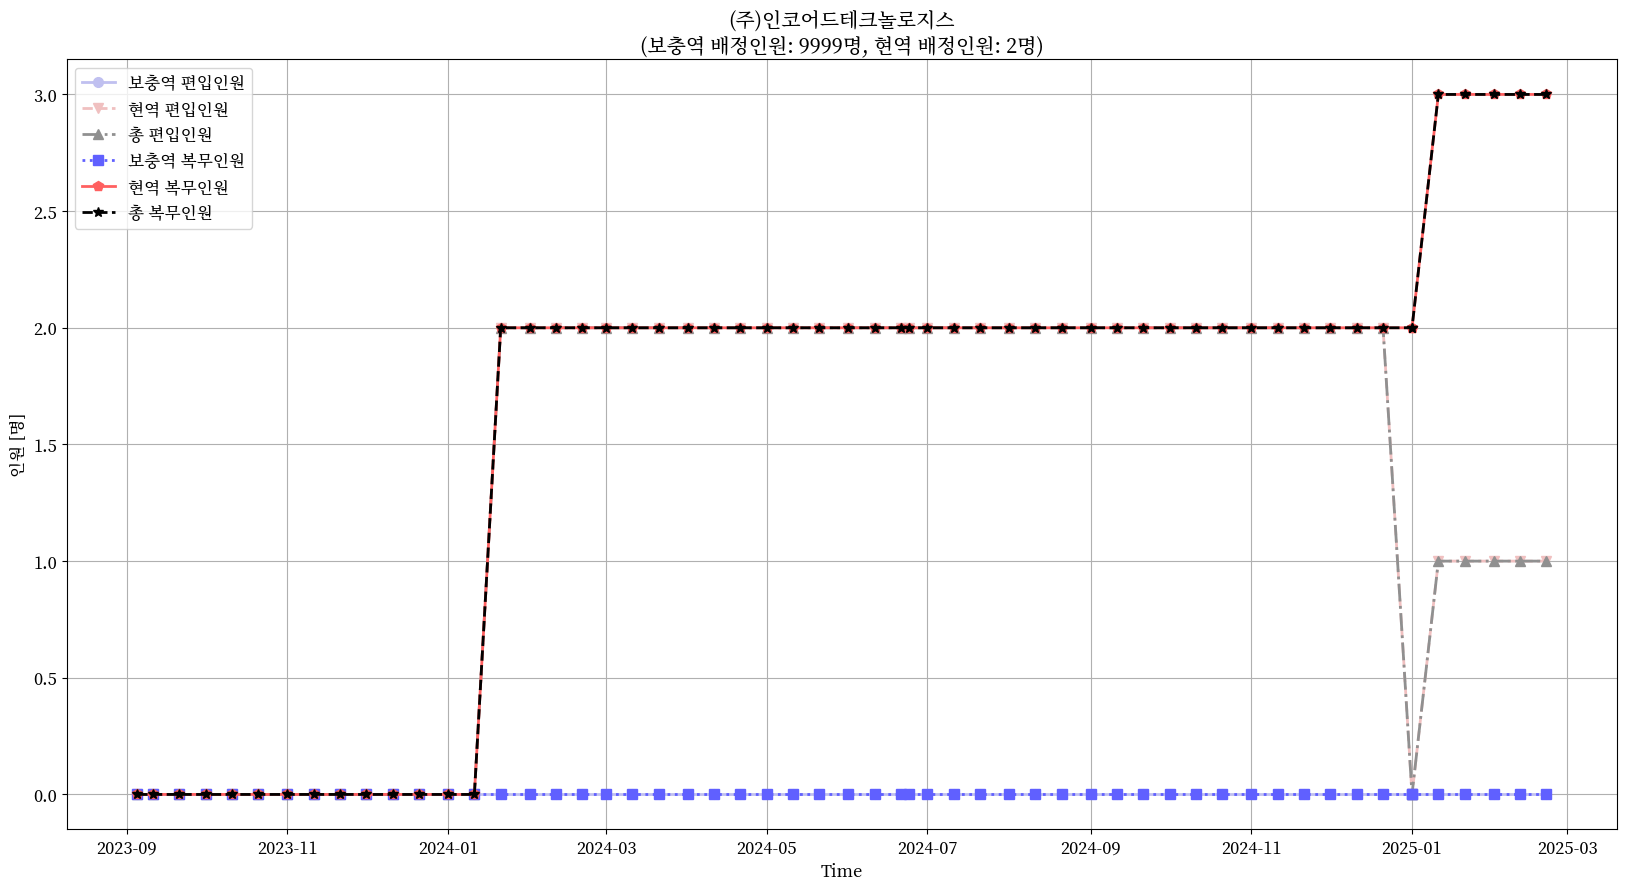 (주)인코어드테크놀로지스
(보충역 배정인원: 9999명, 현역 배정인원: 2명)
보충역 편입인원
현역 편입인원
총 편입인원
보충역 복무인원
현역 복무인원
총 복무인원
3.0
2.5
2.0
1.5
1.0
0.5
0.0
인원 [명]
2023-09 2023-11 2024-01 2024-03 2024-05 2024-07 2024-09 2024-11 2025-01 2025-03
Time